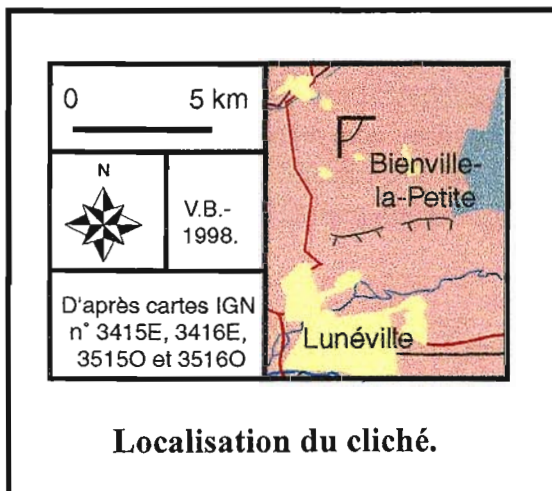 0 5 km
N
V.B.-
1998.
D'après cartes IGN
n° 3415E, 3416E,
3515O et 3516O
Bienville-
la-Petite
Lunéville
Localisation du cliché.